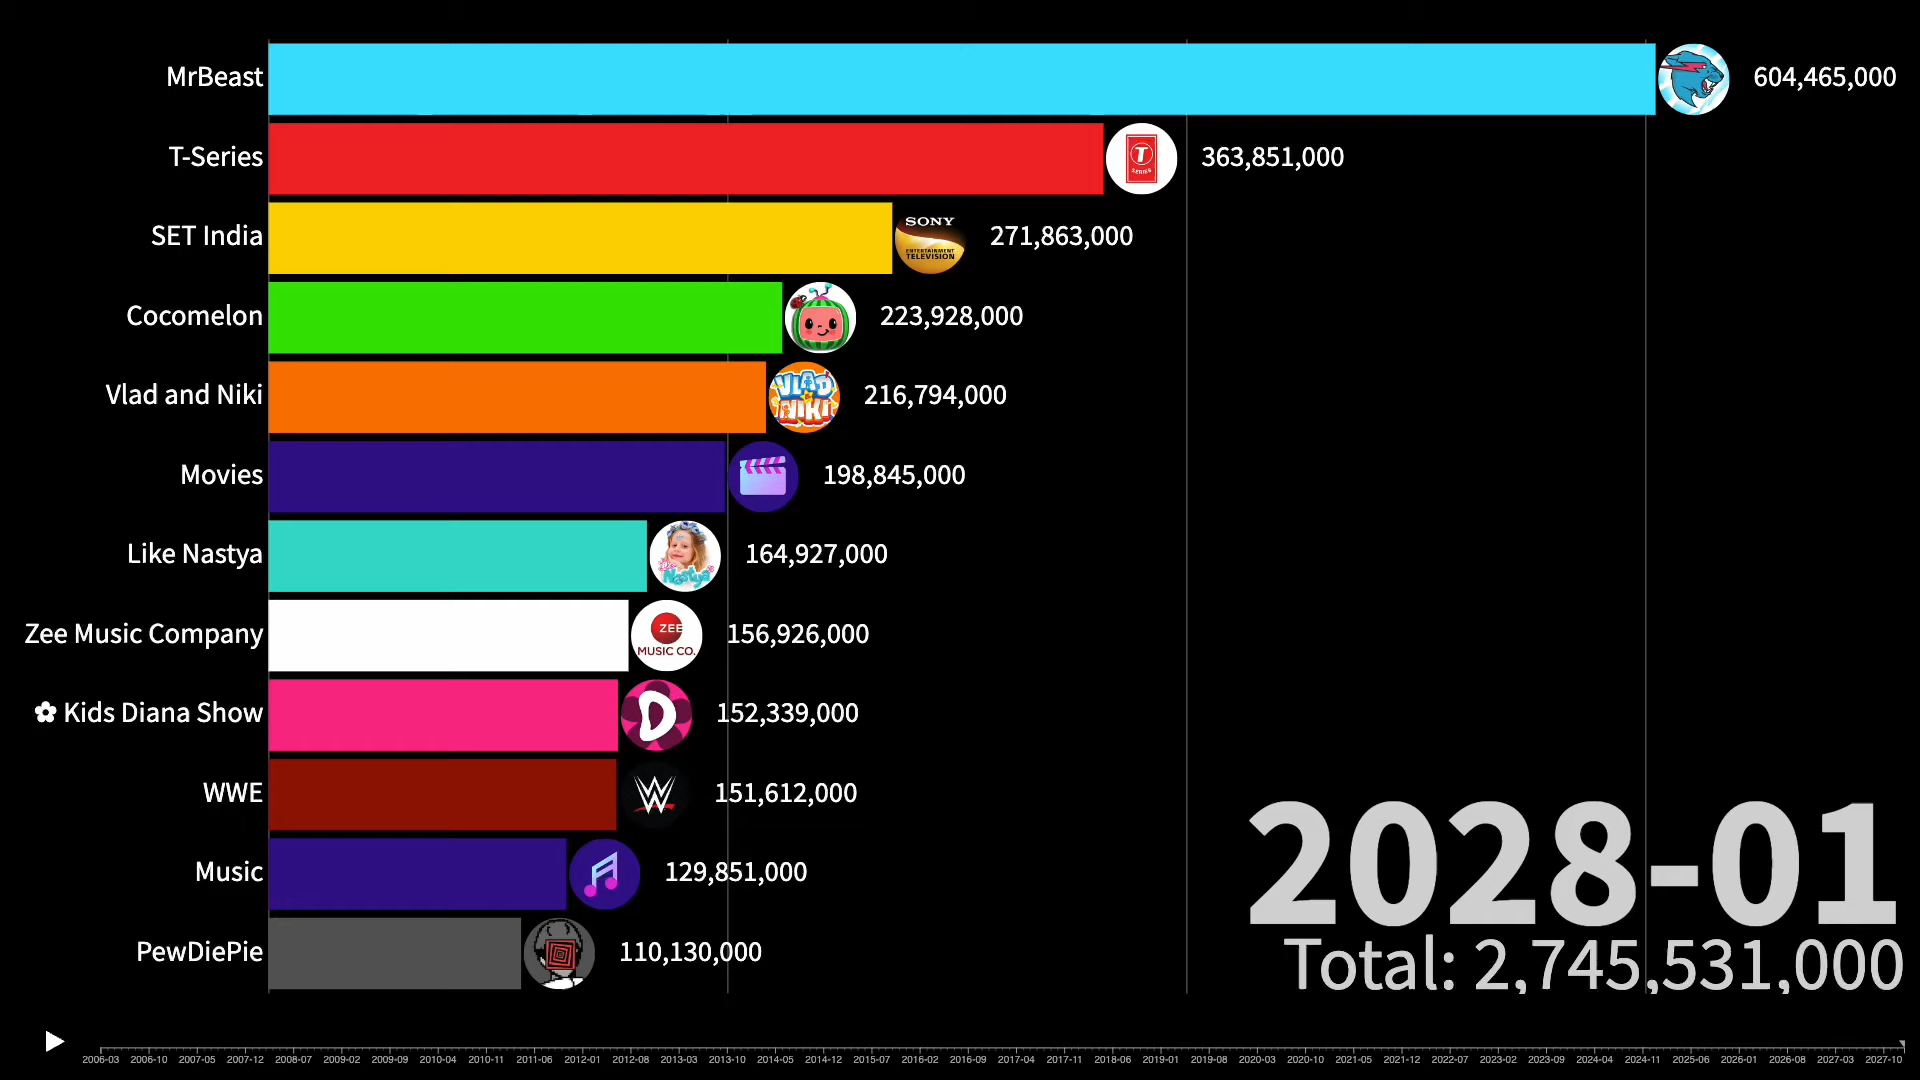 MrBeast 604,465,000
T-Series T SERIES 363,851,000
SET India SONY ENTERTAINMENT TELEVISION 271,863,000
Cocomelon 223,928,000
Vlad and Niki VLAD & NIKI 216,794,000
Movies 198,845,000
Like Nastya Like Nastya 164,927,000
Zee Music Company ZEE MUSIC CO. 156,926,000
✿ Kids Diana Show D 152,339,000
WWE W 151,612,000
Music 129,851,000
PewDiePie 110,130,000
2028-01
Total: 2,745,531,000
2006-03 2006-10 2007-05 2007-12 2008-07 2009-02 2009-09 2010-04 2010-11 2011-06 2012-01 2012-08 2013-03 2013-10 2014-05 2014-12 2015-07 2016-02 2016-09 2017-04 2017-11 2018-06 2019-01 2019-08 2020-03 2020-10 2021-05 2021-12 2022-07 2023-02 2023-09 2024-04 2024-11 2025-06 2026-01 2026-08 2027-03 2027-10